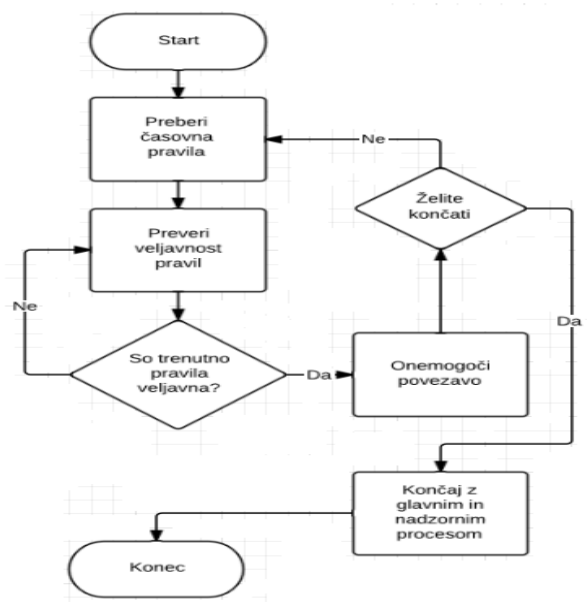 Start
Preberi
časovna
pravila
Ne
Želite
končati
Preveri
veljavnost
pravil
Ne
Da
So trenutno
pravila
veljavna?
Da
Onemogoči
povezavo
Končaj z
glavnim in
nadzornim
procesom
Konec